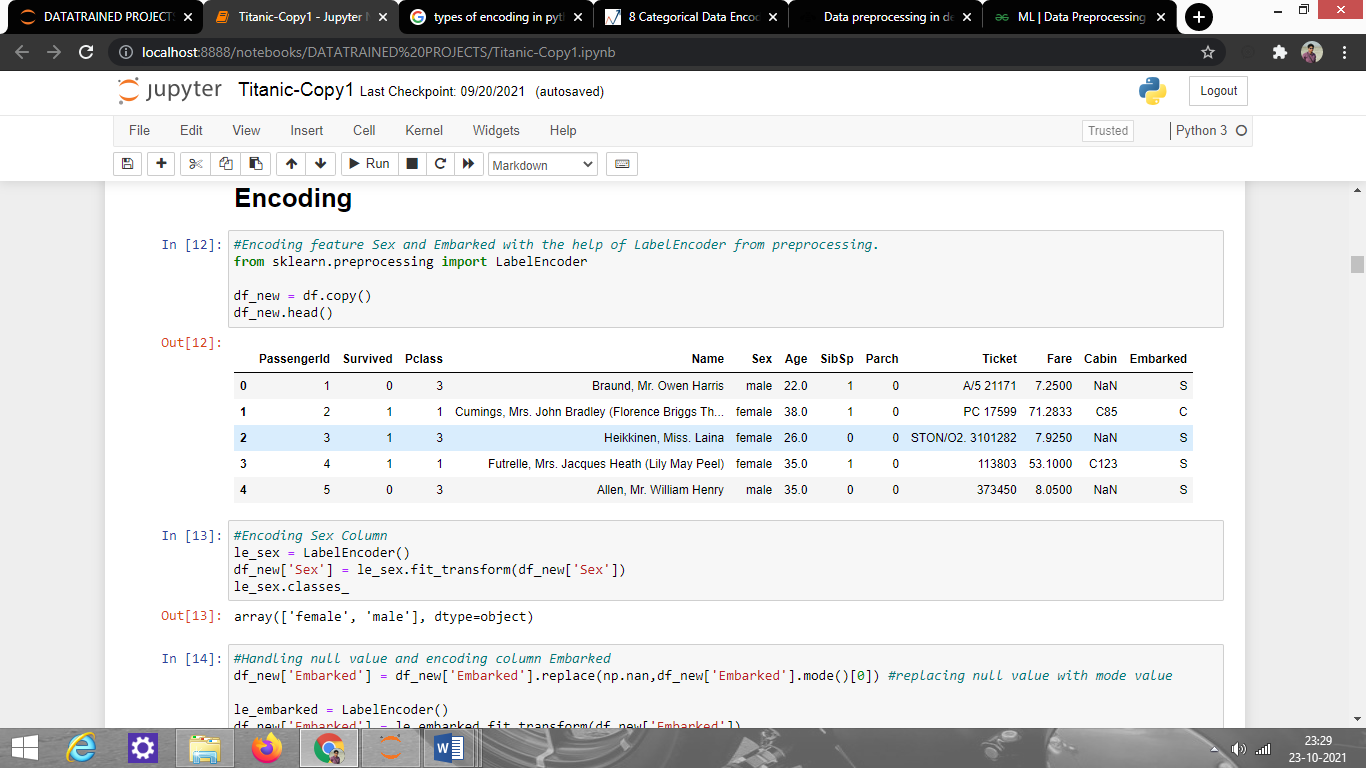 DATATRAINED PROJECTS
Titanic-Copy1 - Jupyter N
types of encoding in pyt
8 Categorical Data Encod
Data preprocessing in de
ML | Data Preprocessing
localhost:8888/notebooks/DATATRAINED%20PROJECTS/Titanic-Copy1.ipynb
jupyter Titanic-Copy1 Last Checkpoint: 09/20/2021 (autosaved)
Logout
File Edit View Insert Cell Kernel Widgets Help
Trusted
Python 3
Run
Markdown
Encoding
In [12]: #Encoding feature Sex and Embarked with the help of LabelEncoder from preprocessing.
from sklearn.preprocessing import LabelEncoder
df_new = df.copy()
df_new.head()
Out[12]:
PassengerId Survived Pclass Name Sex Age SibSp Parch Ticket Fare Cabin Embarked
0 1 0 3 Braund, Mr. Owen Harris male 22.0 1 0 A/5 21171 7.2500 NaN S
1 2 1 1 Cumings, Mrs. John Bradley (Florence Briggs Th... female 38.0 1 0 PC 17599 71.2833 C85 C
2 3 1 3 Heikkinen, Miss. Laina female 26.0 0 0 STON/O2. 3101282 7.9250 NaN S
3 4 1 1 Futrelle, Mrs. Jacques Heath (Lily May Peel) female 35.0 1 0 113803 53.1000 C123 S
4 5 0 3 Allen, Mr. William Henry male 35.0 0 0 373450 8.0500 NaN S
In [13]: #Encoding Sex Column
le_sex = LabelEncoder()
df_new['Sex'] = le_sex.fit_transform(df_new['Sex'])
le_sex.classes_
Out[13]: array(['female', 'male'], dtype=object)
In [14]: #Handling null value and encoding column Embarked
df_new['Embarked'] = df_new['Embarked'].replace(np.nan,df_new['Embarked'].mode()[0]) #replacing null value with mode value
le_embarked = LabelEncoder()
df_new['Embarked'] = le_embarked.fit_transform(df_new['Embarked'])
23:29
23-10-2021